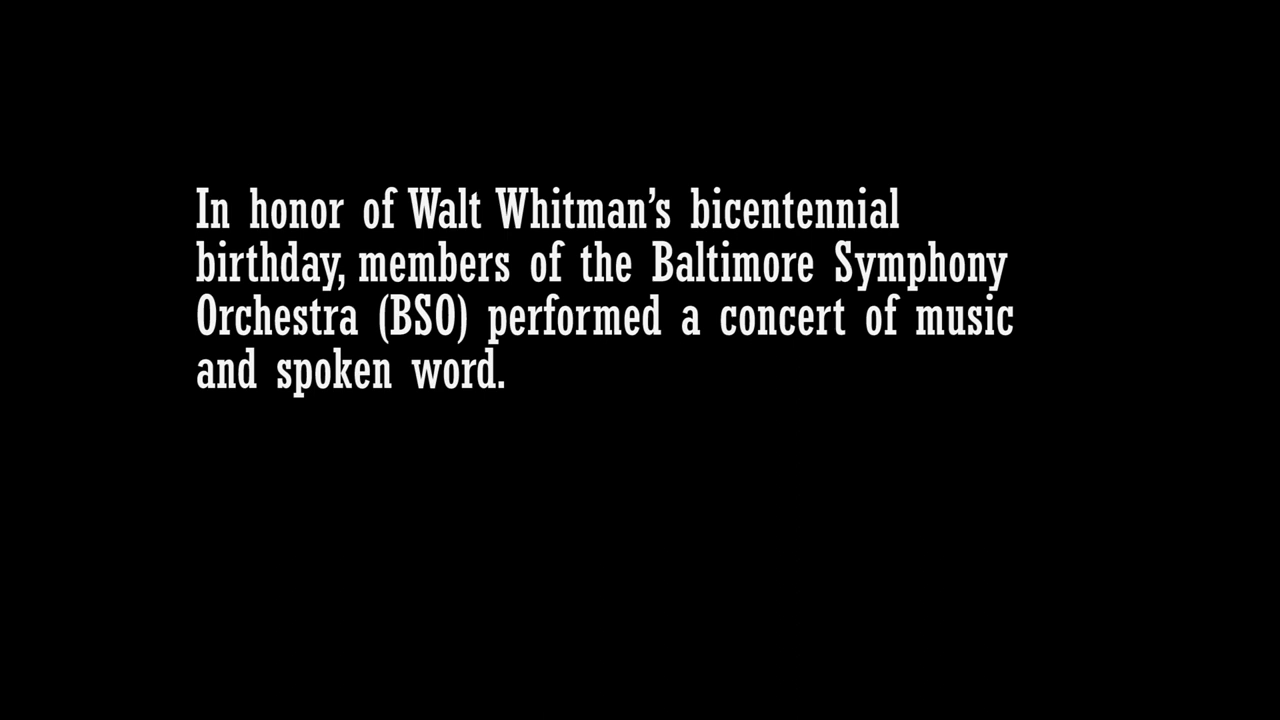 In honor of Walt Whitman’s bicentennial
birthday, members of the Baltimore Symphony
Orchestra (BSO) performed a concert of music
and spoken word.